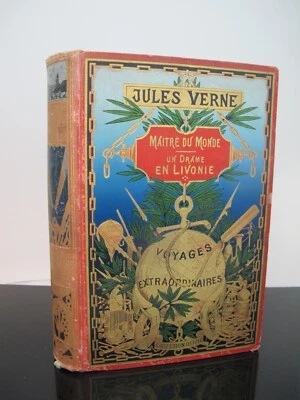 JULES VERNE
MAÎTRE DU MONDE
UN DRAME
EN LIVONIE
VOYAGES
EXTRAORDINAIRES